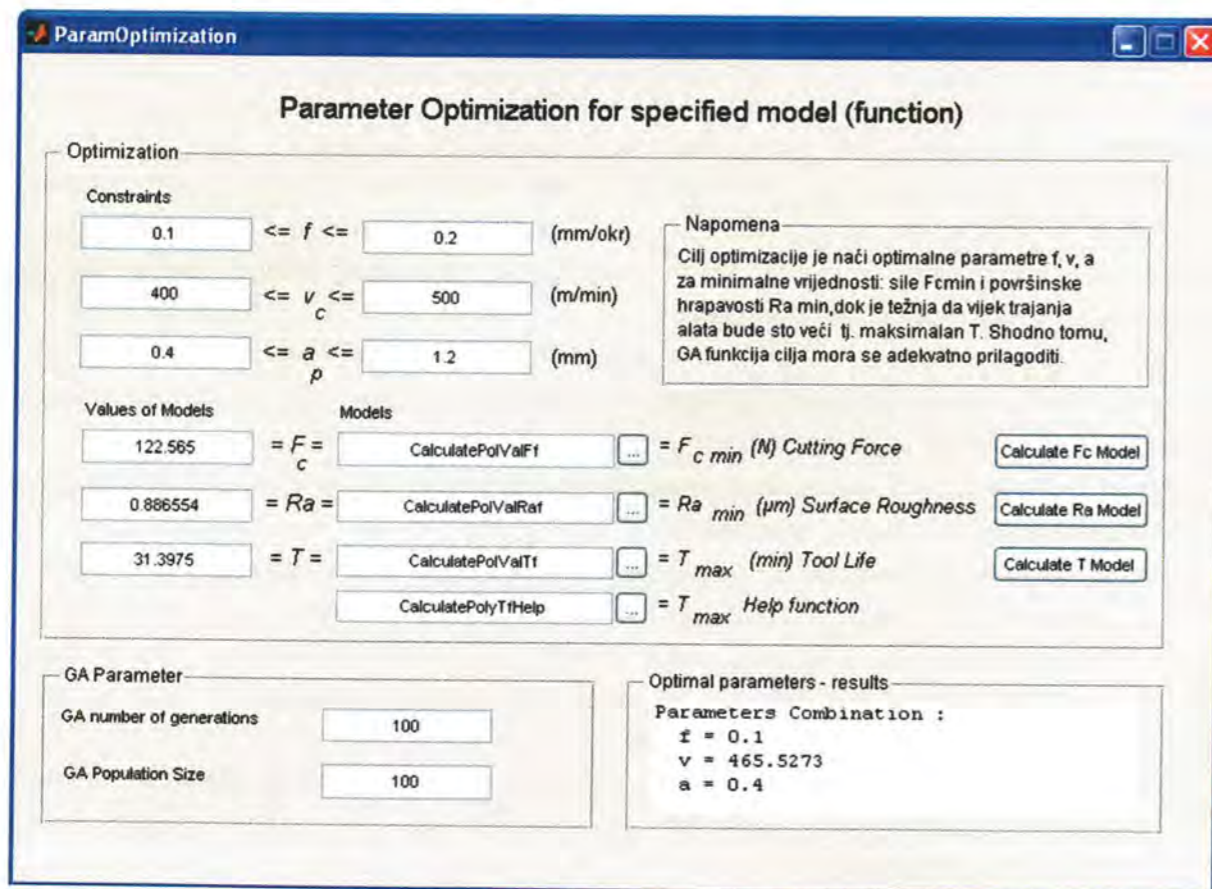 ParamOptimization
Parameter Optimization for specified model (function)
Optimization
Constraints
0.1 <= f <= 0.2 (mm/okr)
400 <= v c <= 500 (m/min)
0.4 <= a p <= 1.2 (mm)
Napomena
Cilj optimizacije je naći optimalne parametre f, v, a
za minimalne vrijednosti: sile Fcmin i površinske
hrapavosti Ra min,dok je težnja da vijek trajanja
alata bude sto veći tj. maksimalan T. Shodno tomu,
GA funkcija cilja mora se adekvatno prilagoditi.
Values of Models Models
122.565 = F c = CalculatePolValFf ... = F c min (N) Cutting Force Calculate Fc Model
0.886554 = Ra = CalculatePolValRaf ... = Ra min (µm) Surface Roughness Calculate Ra Model
31.3975 = T = CalculatePolValTf ... = T max (min) Tool Life Calculate T Model
CalculatePolyTfHelp ... = T max Help function
GA Parameter
GA number of generations 100
GA Population Size 100
Optimal parameters - results
Parameters Combination :
f = 0.1
v = 465.5273
a = 0.4